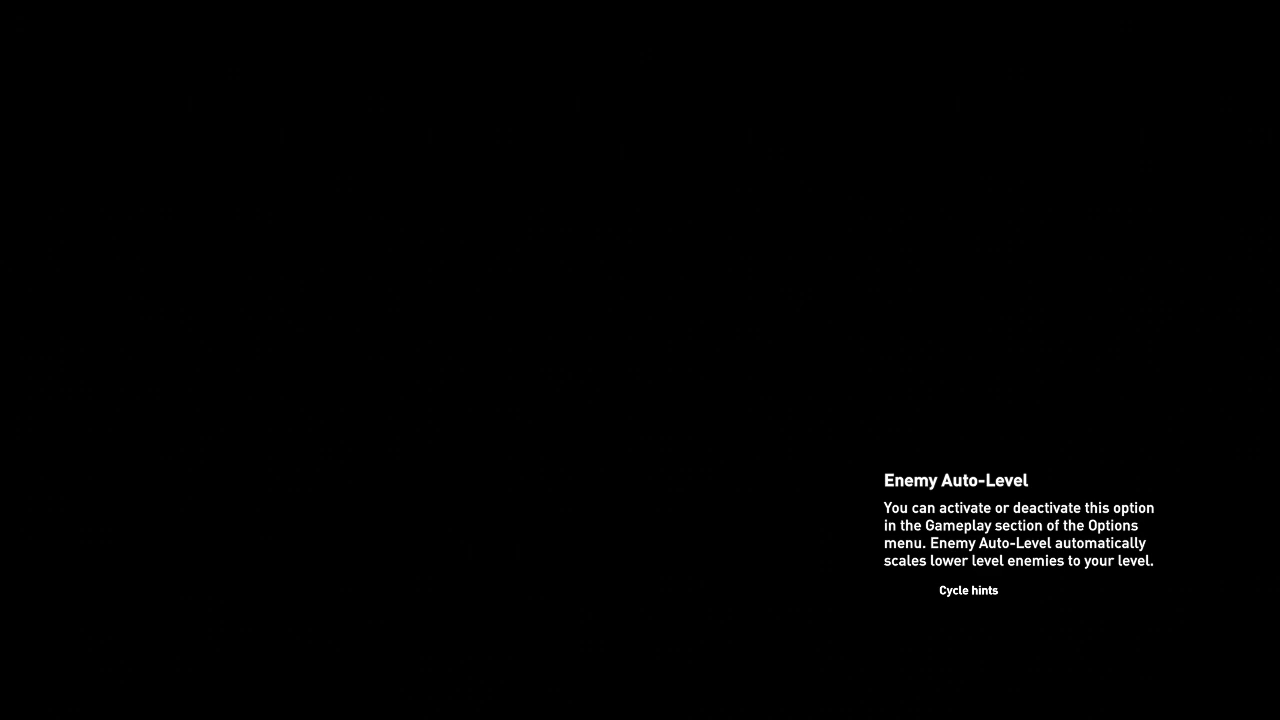 Enemy Auto-Level
You can activate or deactivate this option
in the Gameplay section of the Options
menu. Enemy Auto-Level automatically
scales lower level enemies to your level.
Cycle hints